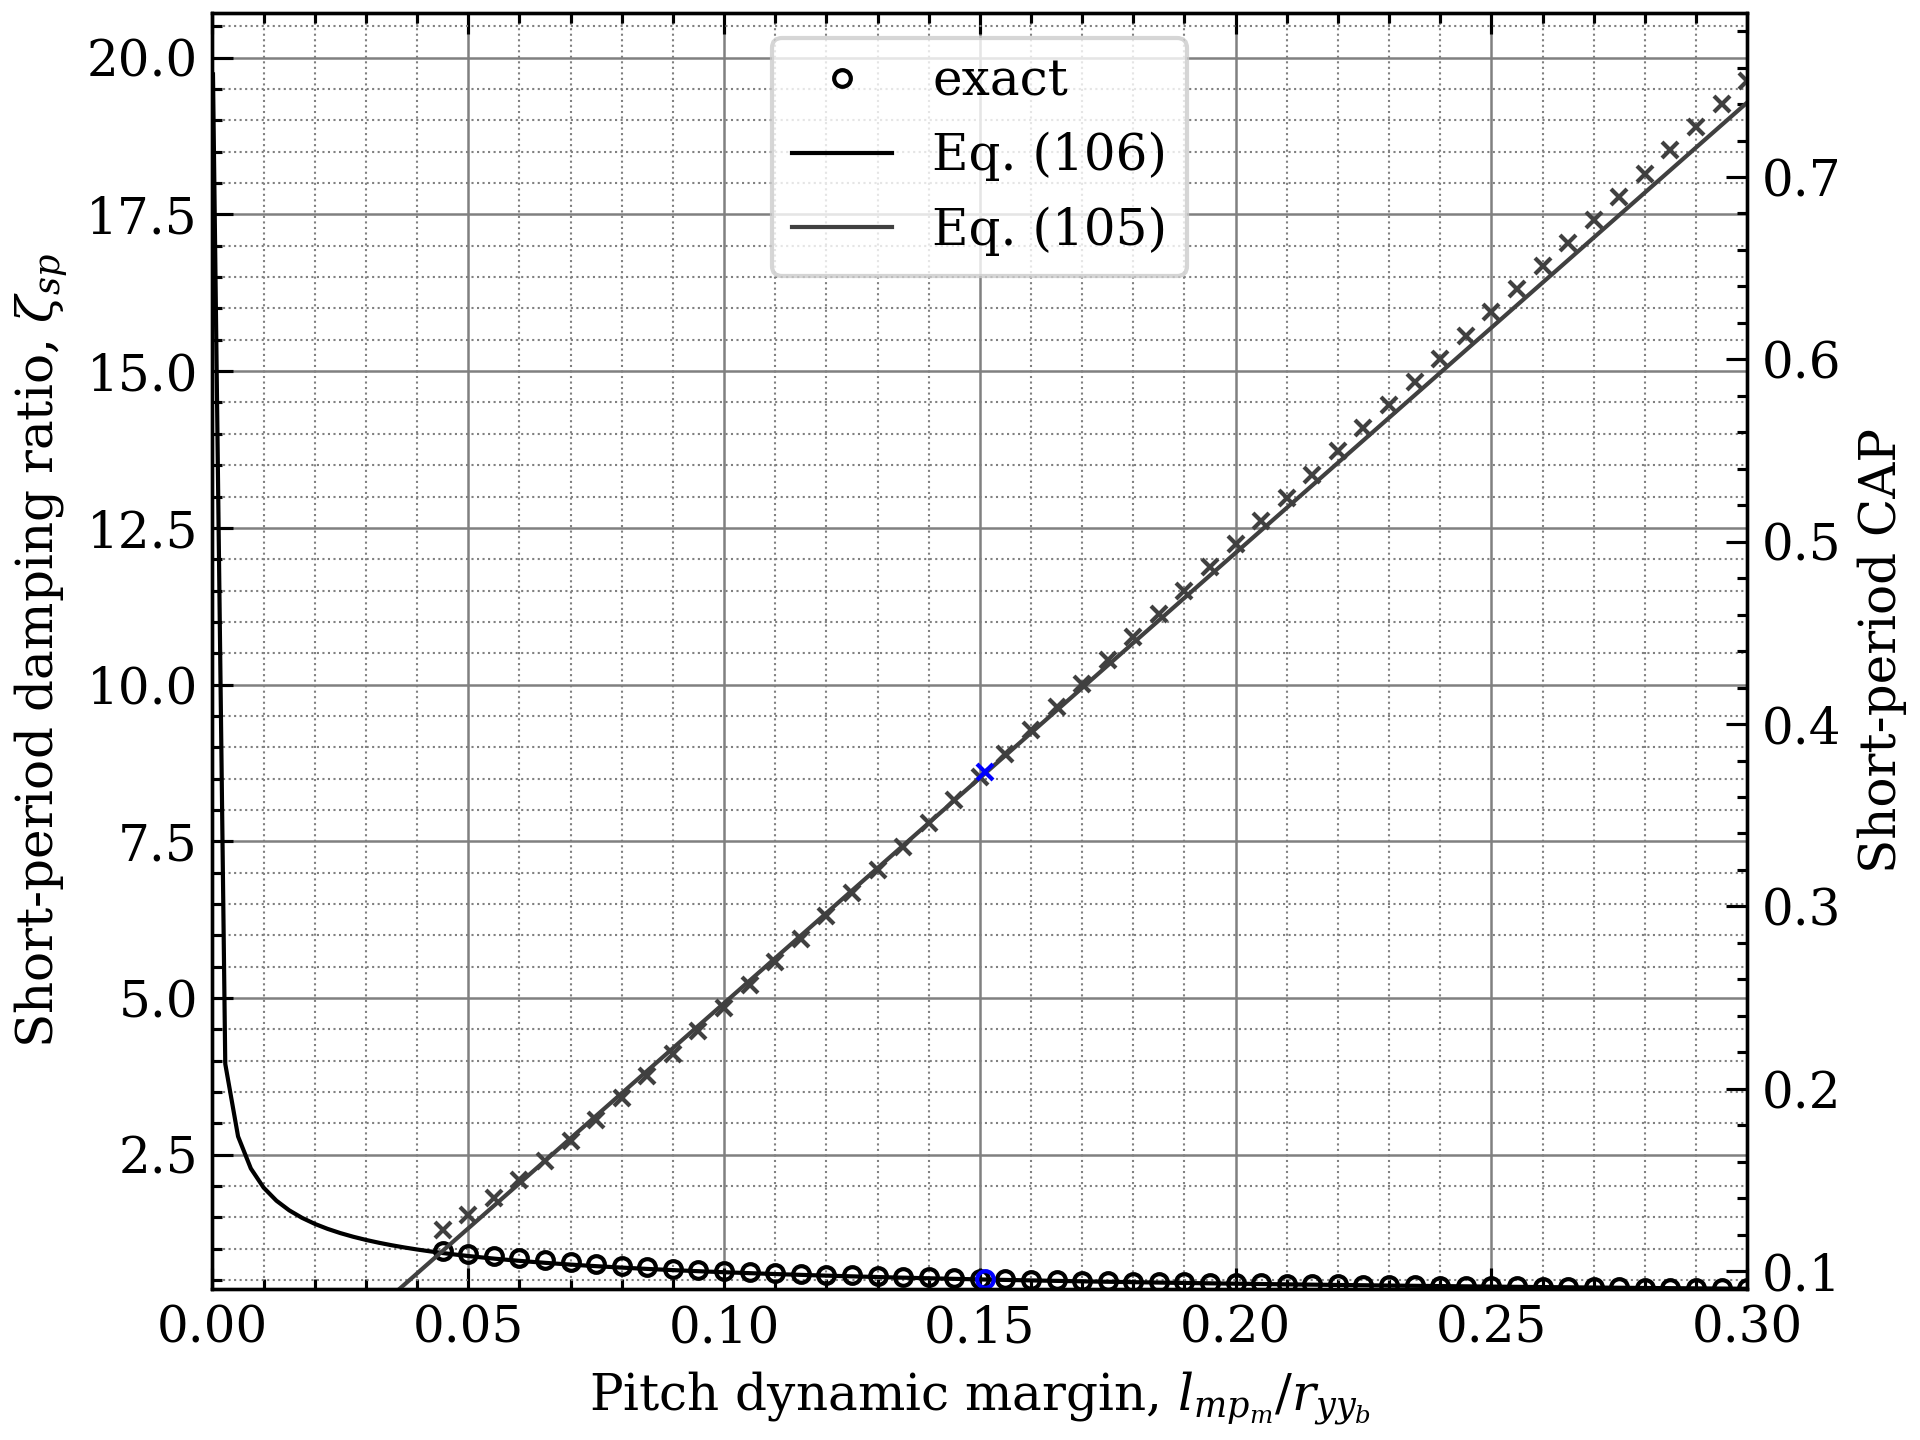 20.0
17.5
15.0
12.5
10.0
7.5
5.0
2.5
Short-period damping ratio, ζsp
exact
Eq. (106)
Eq. (105)
0.7
0.6
0.5
0.4
0.3
0.2
0.1
Short-period CAP
0.00 0.05 0.10 0.15 0.20 0.25 0.30
Pitch dynamic margin, lmpm/ryyb